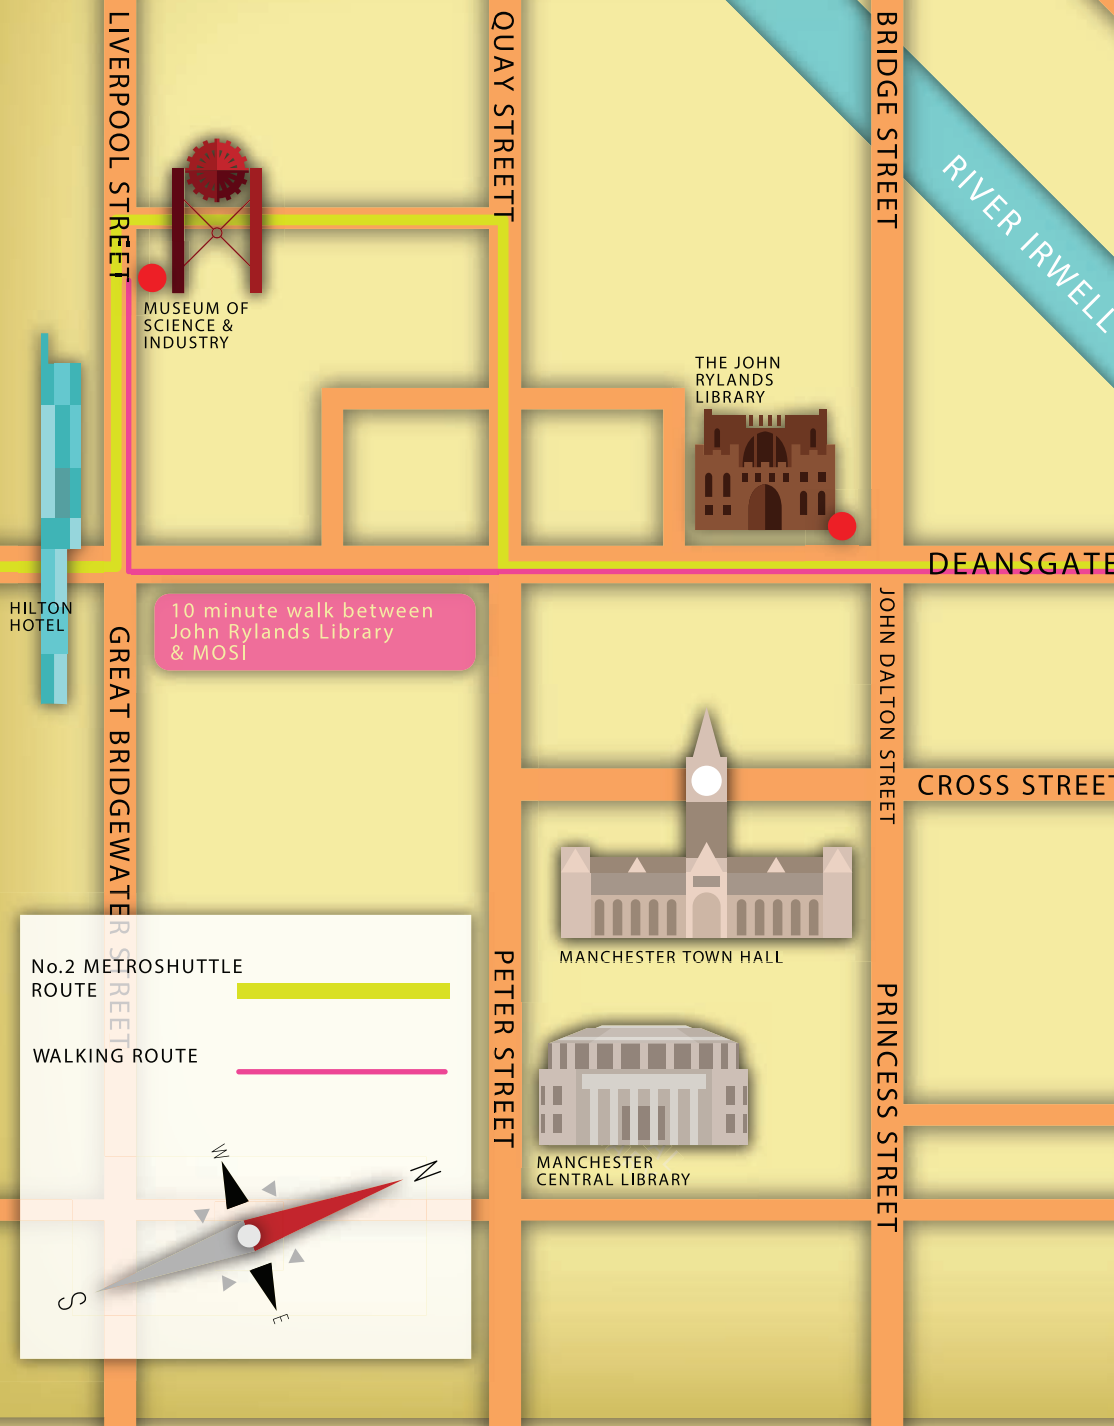 LIVERPOOL STREET
QUAY STREETT
BRIDGE STREET
RIVER IRWELL
MUSEUM OF
SCIENCE &
INDUSTRY
THE JOHN
RYLANDS
LIBRARY
DEANSGATE
HILTON
HOTEL
10 minute walk between
John Rylands Library
& MOSI
GREAT BRIDGEWATER STREET
JOHN DALTON STREET
CROSS STREET
MANCHESTER TOWN HALL
PETER STREET
PRINCESS STREET
MANCHESTER
CENTRAL LIBRARY
No.2 METROSHUTTLE
ROUTE
WALKING ROUTE
W
N
S
E